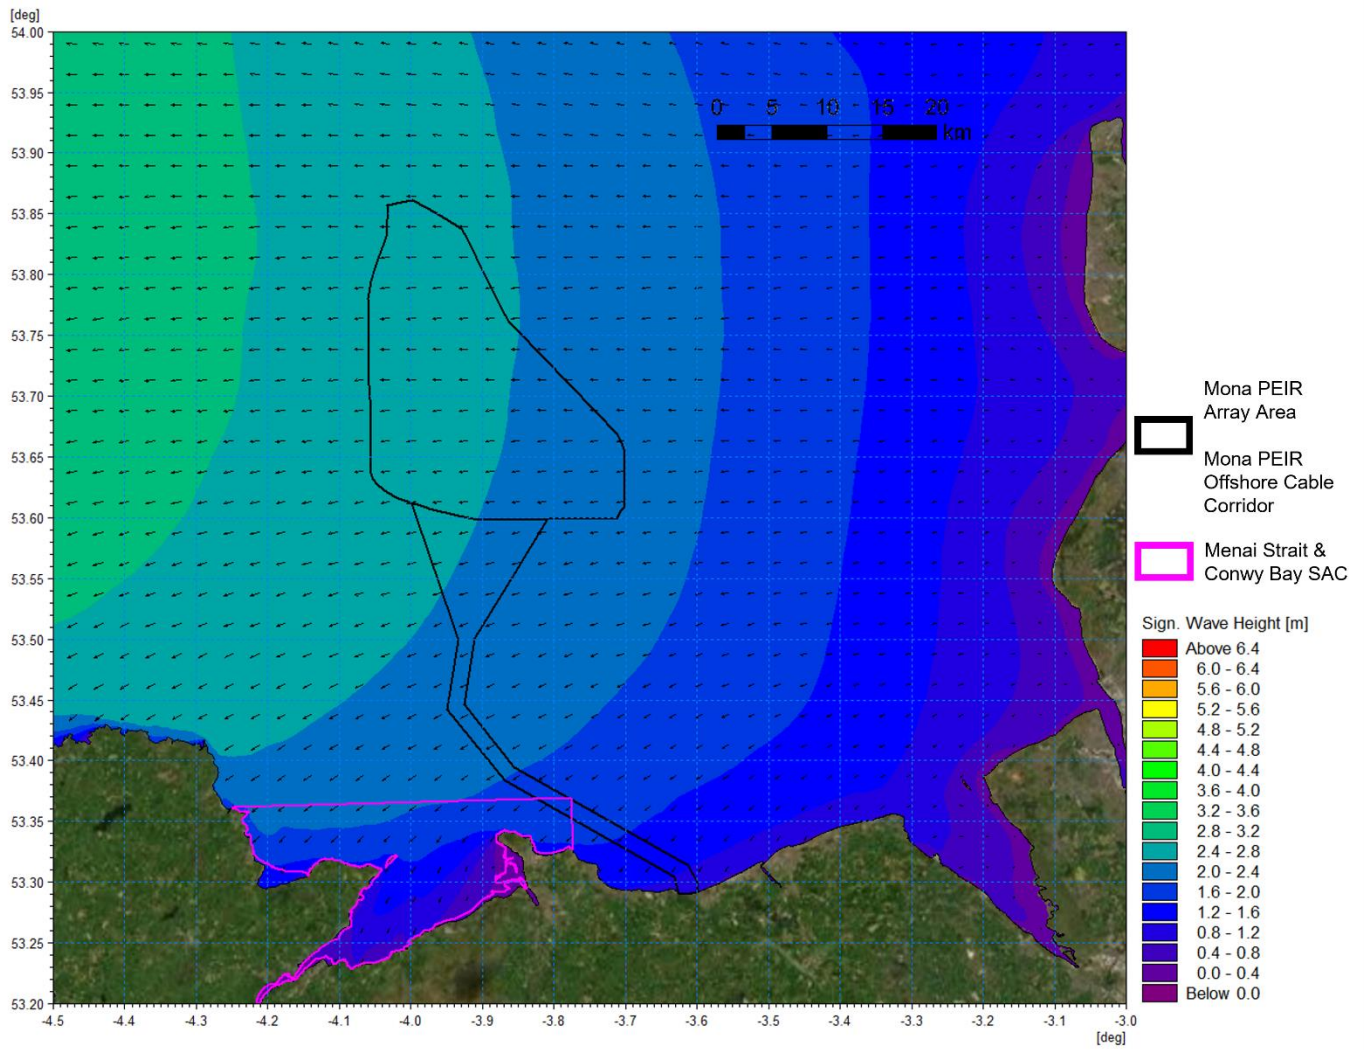 [deg]
54.00
53.95
53.90
53.85
53.80
53.75
53.70
53.65
53.60
53.55
53.50
53.45
53.40
53.35
53.30
53.25
53.20
-4.5 -4.4 -4.3 -4.2 -4.1 -4.0 -3.9 -3.8 -3.7 -3.6 -3.5 -3.4 -3.3 -3.2 -3.1 -3.0
[deg]
0 5 10 15 20
km
Mona PEIR
Array Area
Mona PEIR
Offshore Cable
Corridor
Menai Strait &
Conwy Bay SAC
Sign. Wave Height [m]
Above 6.4
6.0 - 6.4
5.6 - 6.0
5.2 - 5.6
4.8 - 5.2
4.4 - 4.8
4.0 - 4.4
3.6 - 4.0
3.2 - 3.6
2.8 - 3.2
2.4 - 2.8
2.0 - 2.4
1.6 - 2.0
1.2 - 1.6
0.8 - 1.2
0.4 - 0.8
0.0 - 0.4
Below 0.0